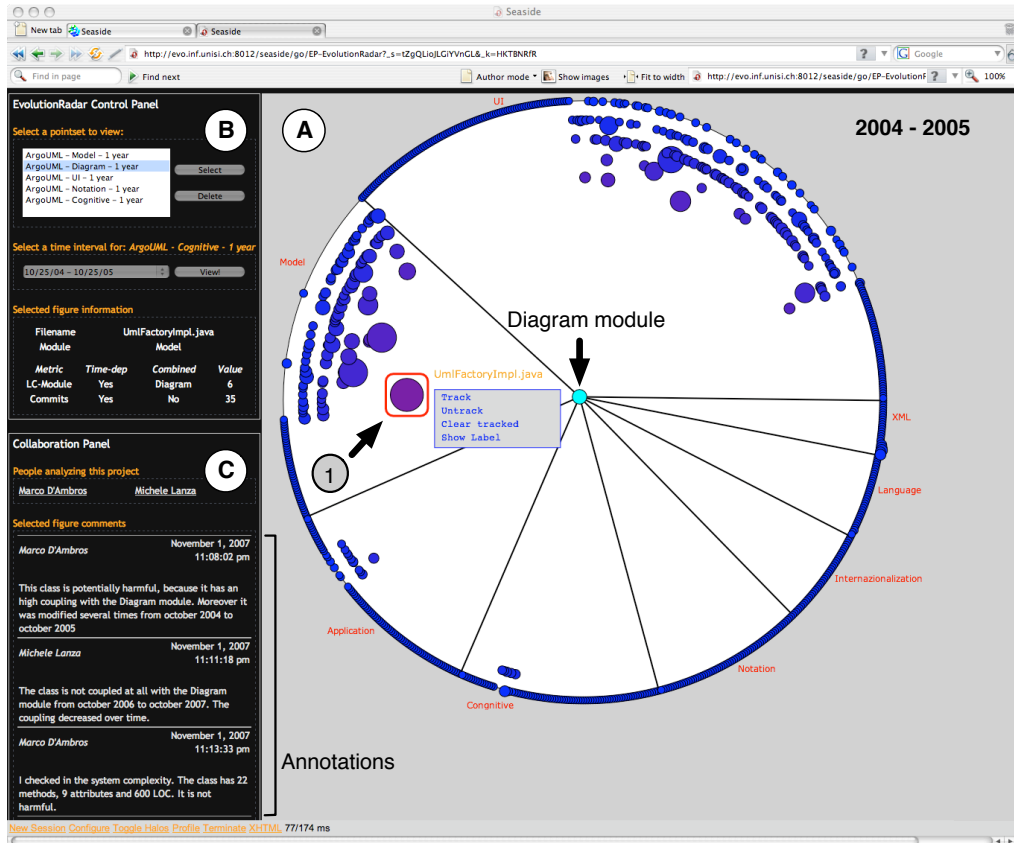 Seaside
New tab
Seaside
Seaside
http://evo.inf.unisi.ch:8012/seaside/go/EP-EvolutionRadar?_s=tZgQLiojLGiYVnGL&_k=HKTBNRfR
?
Google
Find in page
Find next
Author mode
Show images
Fit to width
http://evo.inf.unisi.ch:8012/seaside/go/EP-EvolutionF
?
100%
EvolutionRadar Control Panel
B
Select a pointset to view:
ArgoUML - Model - 1 year
ArgoUML - Diagram - 1 year
ArgoUML - UI - 1 year
ArgoUML - Notation - 1 year
ArgoUML - Cognitive - 1 year
Select
Delete
Select a time interval for: ArgoUML - Cognitive - 1 year
10/25/04 - 10/25/05
View!
Selected figure information
Filename UmlFactoryImpl.java
Module Model
Metric Time-dep Combined Value
LC-Module Yes Diagram 6
Commits Yes No 35
Collaboration Panel
C
People analyzing this project
Marco D'Ambros Michele Lanza
Selected figure comments
Marco D'Ambros
November 1, 2007
11:08:02 pm
This class is potentially harmful, because it has an
high coupling with the Diagram module. Moreover it
was modified several times from october 2004 to
october 2005
Michele Lanza
November 1, 2007
11:11:18 pm
The class is not coupled at all with the Diagram
module from october 2006 to october 2007. The
coupling decreased over time.
Marco D'Ambros
November 1, 2007
11:13:33 pm
I checked in the system complexity. The class has 22
methods, 9 attributes and 600 LOC. It is not
harmful.
A
UI
2004 - 2005
Model
Diagram module
UmlFactoryImpl.java
Track
Untrack
Clear tracked
Show Label
1
XML
Language
Internazionalization
Application
Notation
Congnitive
Annotations
New Session Configure Toggle Halos Profile Terminate XHTML 77/174 ms